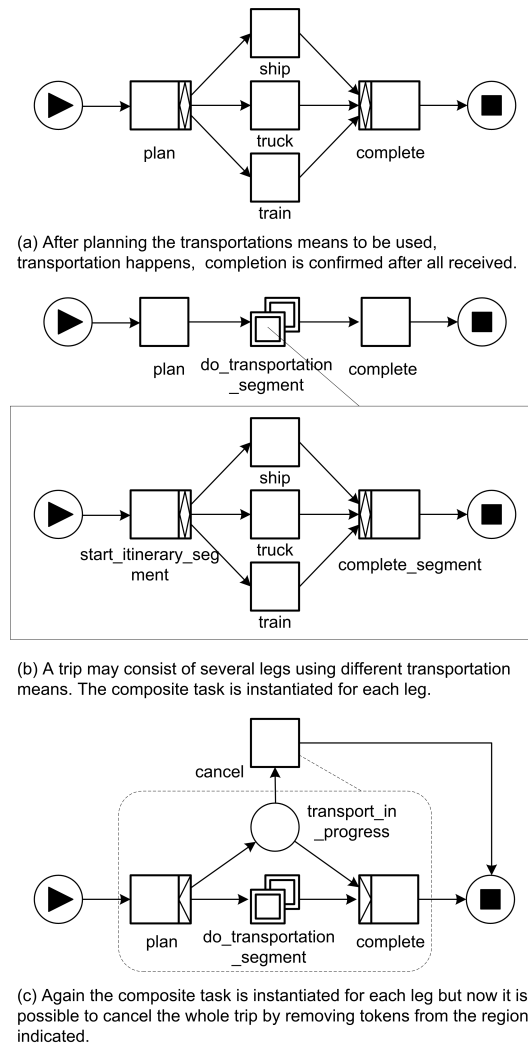 ship
truck
plan
complete
train
(a) After planning the transportations means to be used,
transportation happens,  completion is confirmed after all received.
plan
do_transportation
_segment
complete
ship
truck
start_itinerary_seg
ment
complete_segment
train
(b) A trip may consist of several legs using different transportation
means. The composite task is instantiated for each leg.
cancel
transport_in
_progress
plan
do_transportation
_segment
complete
(c) Again the composite task is instantiated for each leg but now it is
possible to cancel the whole trip by removing tokens from the region
indicated.